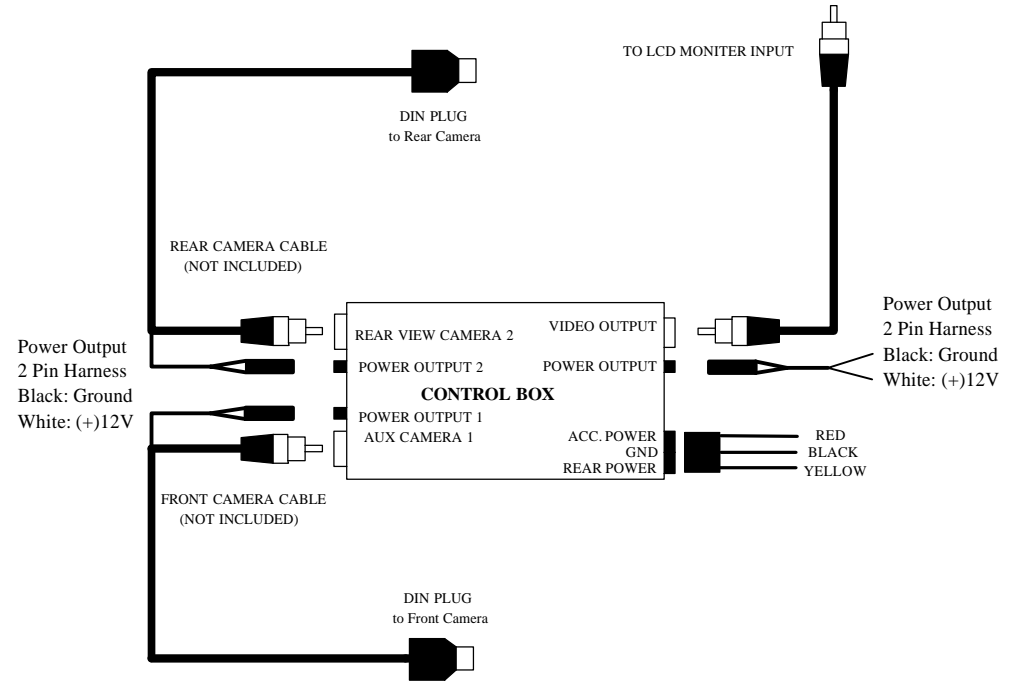 TO LCD MONITER INPUT
DIN PLUG
to Rear Camera
REAR CAMERA CABLE
(NOT INCLUDED)
Power Output
2 Pin Harness
Black: Ground
White: (+)12V
REAR VIEW CAMERA 2
POWER OUTPUT 2
CONTROL BOX
POWER OUTPUT 1
AUX CAMERA 1
VIDEO OUTPUT
POWER OUTPUT
ACC. POWER
GND
REAR POWER
Power Output
2 Pin Harness
Black: Ground
White: (+)12V
RED
BLACK
YELLOW
FRONT CAMERA CABLE
(NOT INCLUDED)
DIN PLUG
to Front Camera